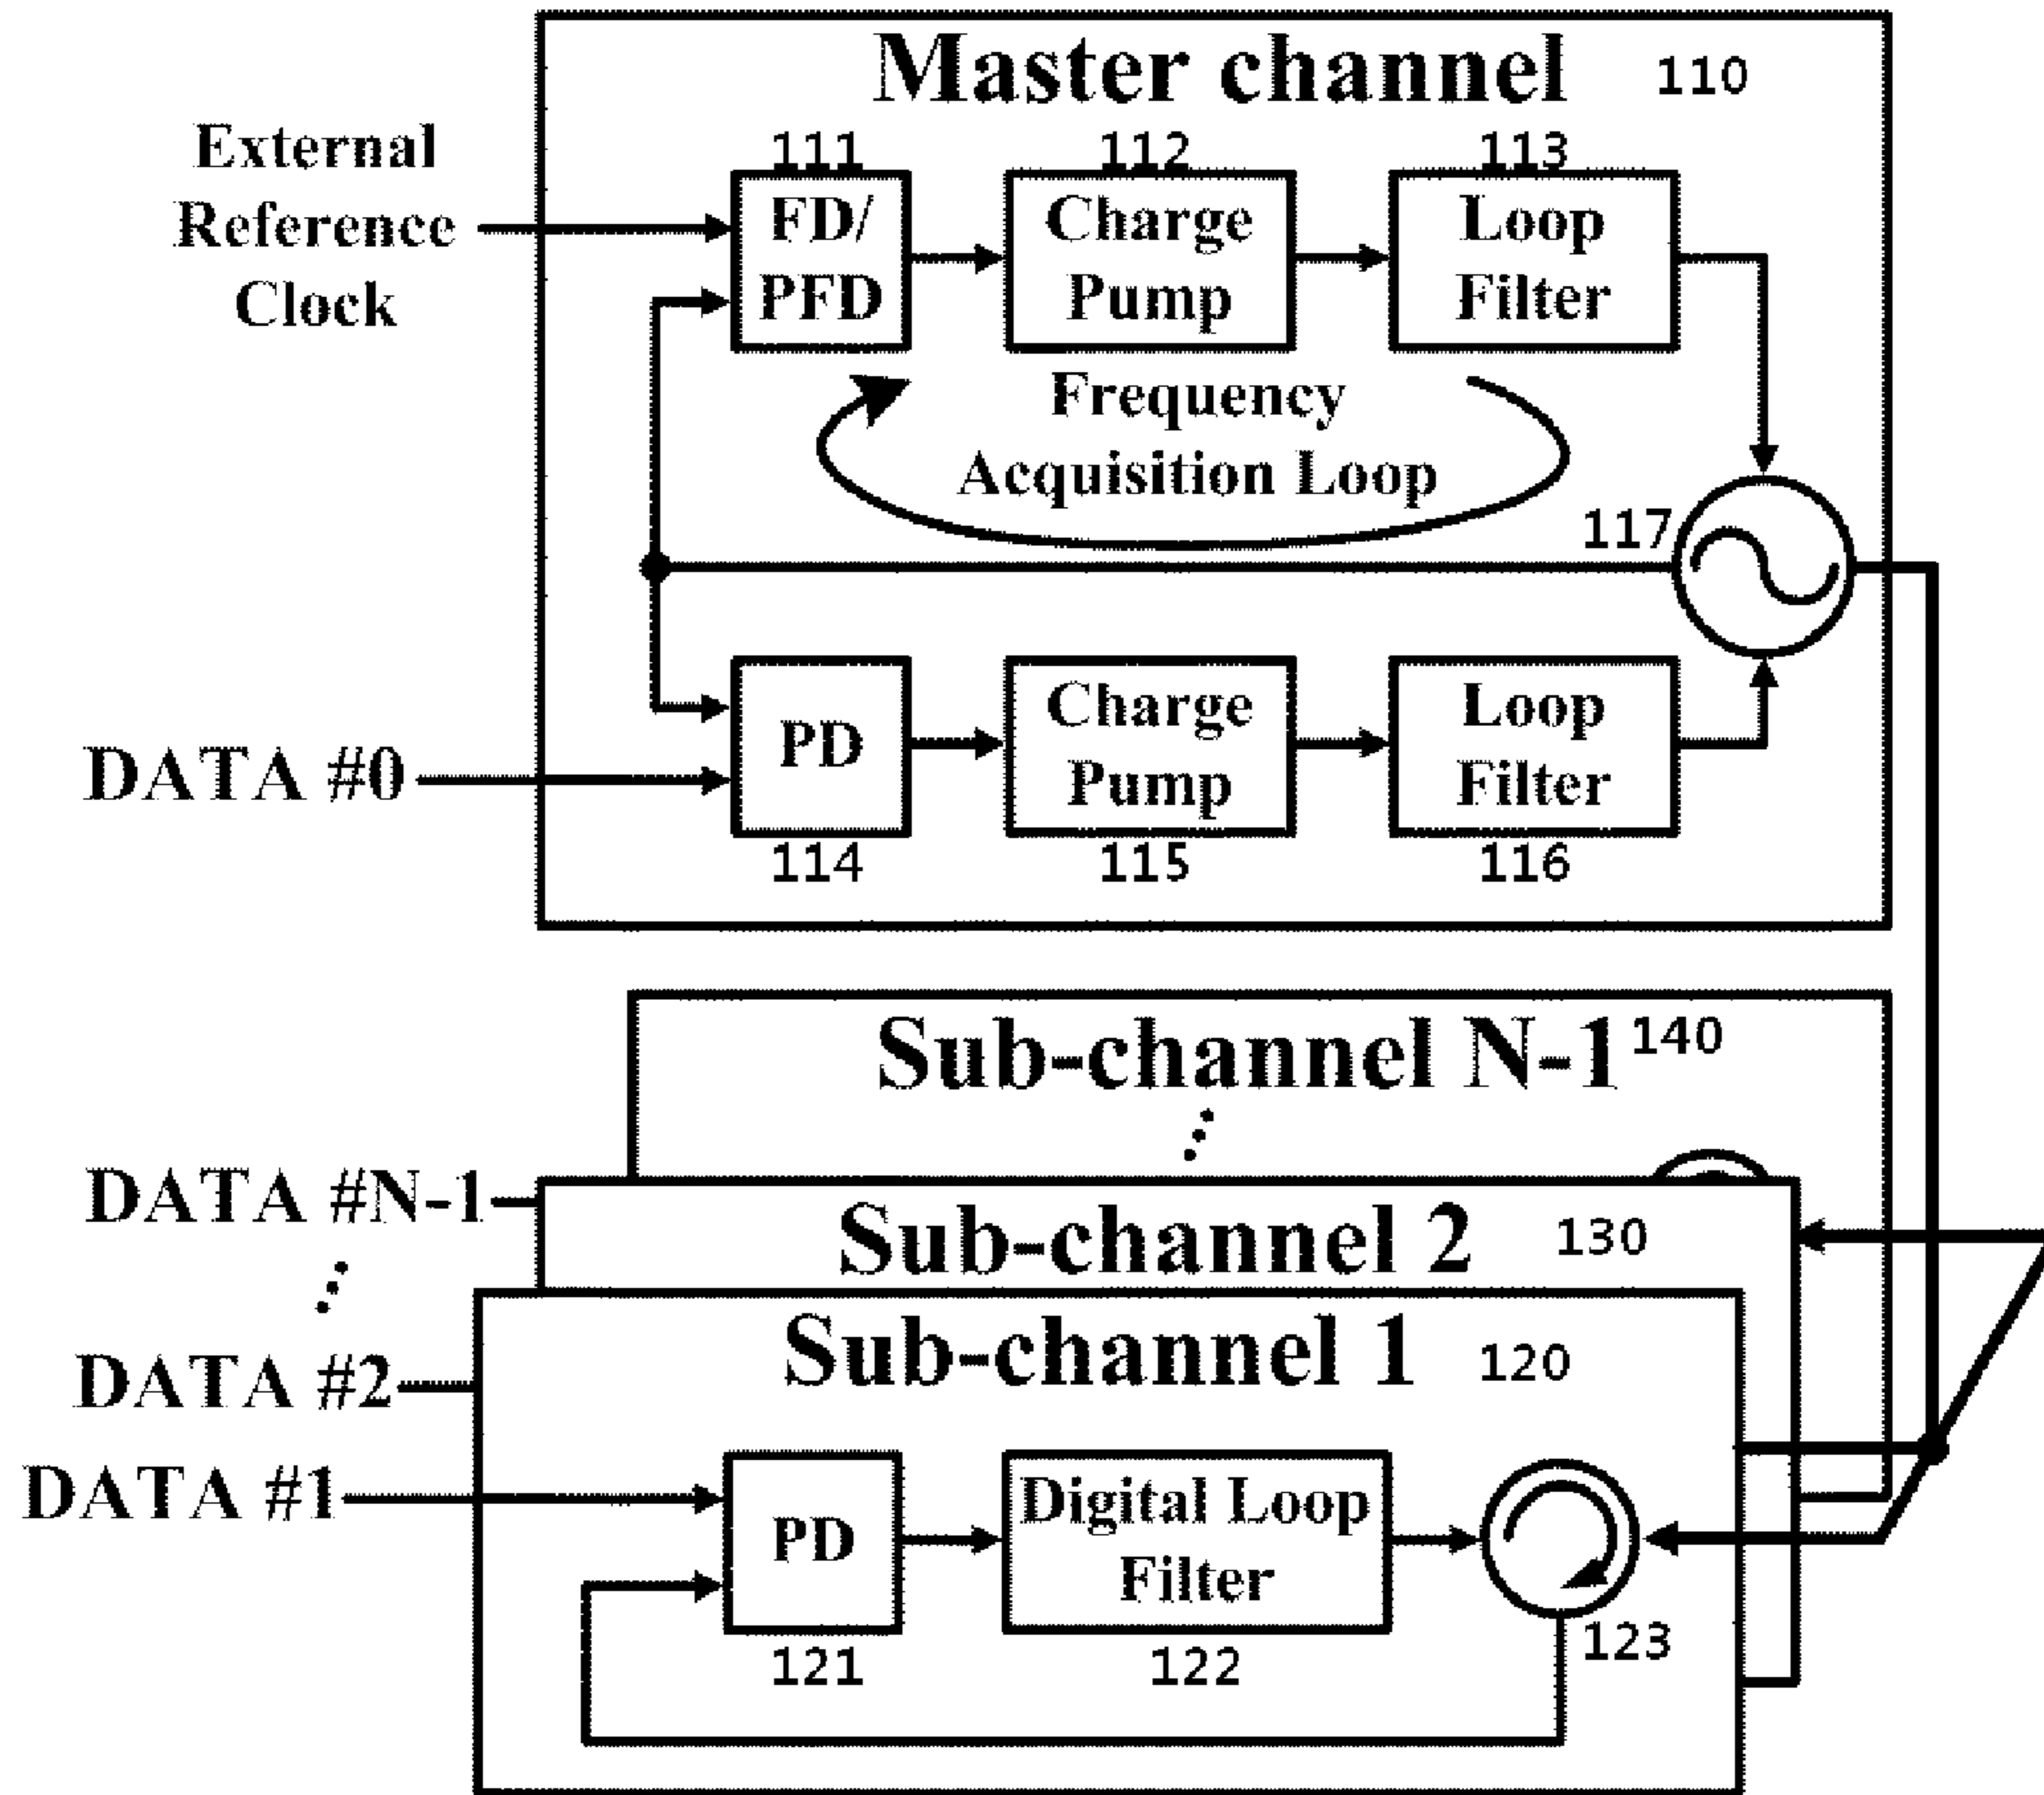 Master channel 110
External
Reference
Clock
111
112
113
FD/
PFD
Charge
Pump
Loop
Filter
Frequency
Acquisition Loop
117
DATA #0
PD
Charge
Pump
Loop
Filter
114
115
116
Sub-channel N-1 140
DATA #N-1
Sub-channel 2 130
Sub-channel 1 120
DATA #2
DATA #1
PD
Digital Loop
Filter
121
122
123